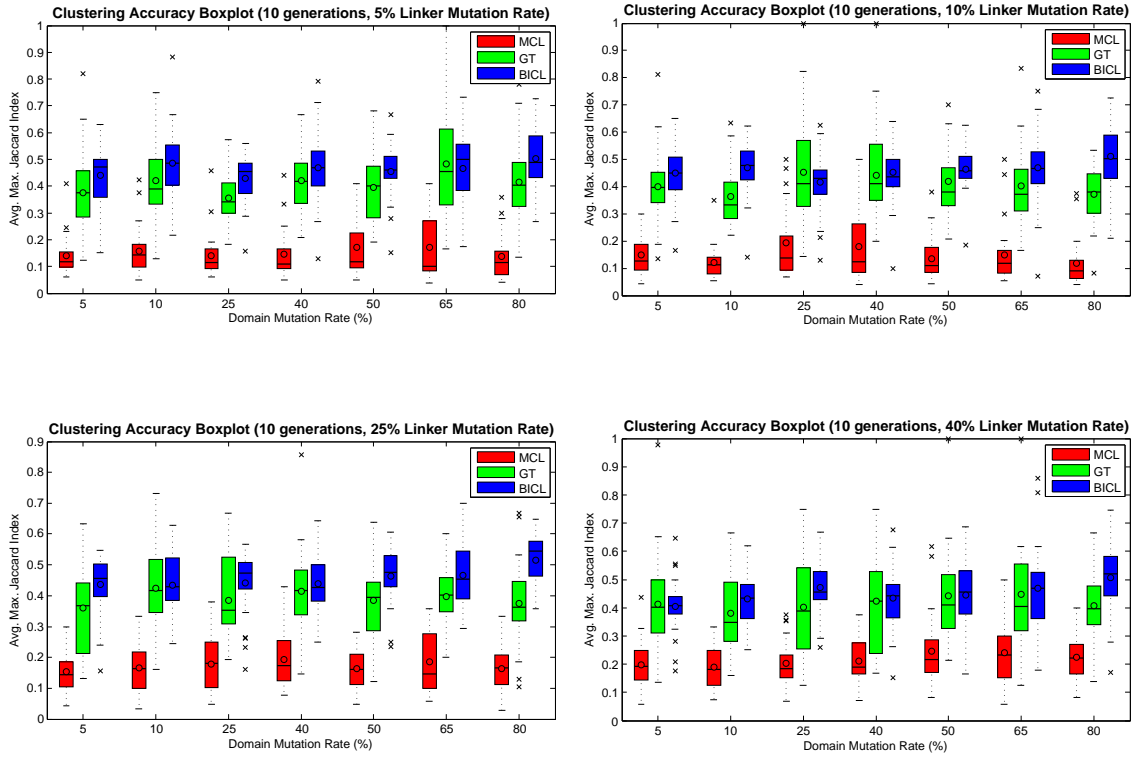 Clustering Accuracy Boxplot (10 generations, 5% Linker Mutation Rate)
Avg. Max. Jaccard Index
1
0.9
0.8
0.7
0.6
0.5
0.4
0.3
0.2
0.1
0
MCL
GT
BICL
5 10 25 40 50 65 80
Domain Mutation Rate (%)
Clustering Accuracy Boxplot (10 generations, 10% Linker Mutation Rate)
Avg. Max. Jaccard Index
1
0.9
0.8
0.7
0.6
0.5
0.4
0.3
0.2
0.1
0
MCL
GT
BICL
5 10 25 40 50 65 80
Domain Mutation Rate (%)
Clustering Accuracy Boxplot (10 generations, 25% Linker Mutation Rate)
Avg. Max. Jaccard Index
0.9
0.8
0.7
0.6
0.5
0.4
0.3
0.2
0.1
0
MCL
GT
BICL
5 10 25 40 50 65 80
Domain Mutation Rate (%)
Clustering Accuracy Boxplot (10 generations, 40% Linker Mutation Rate)
Avg. Max. Jaccard Index
1
0.9
0.8
0.7
0.6
0.5
0.4
0.3
0.2
0.1
0
MCL
GT
BICL
5 10 25 40 50 65 80
Domain Mutation Rate (%)